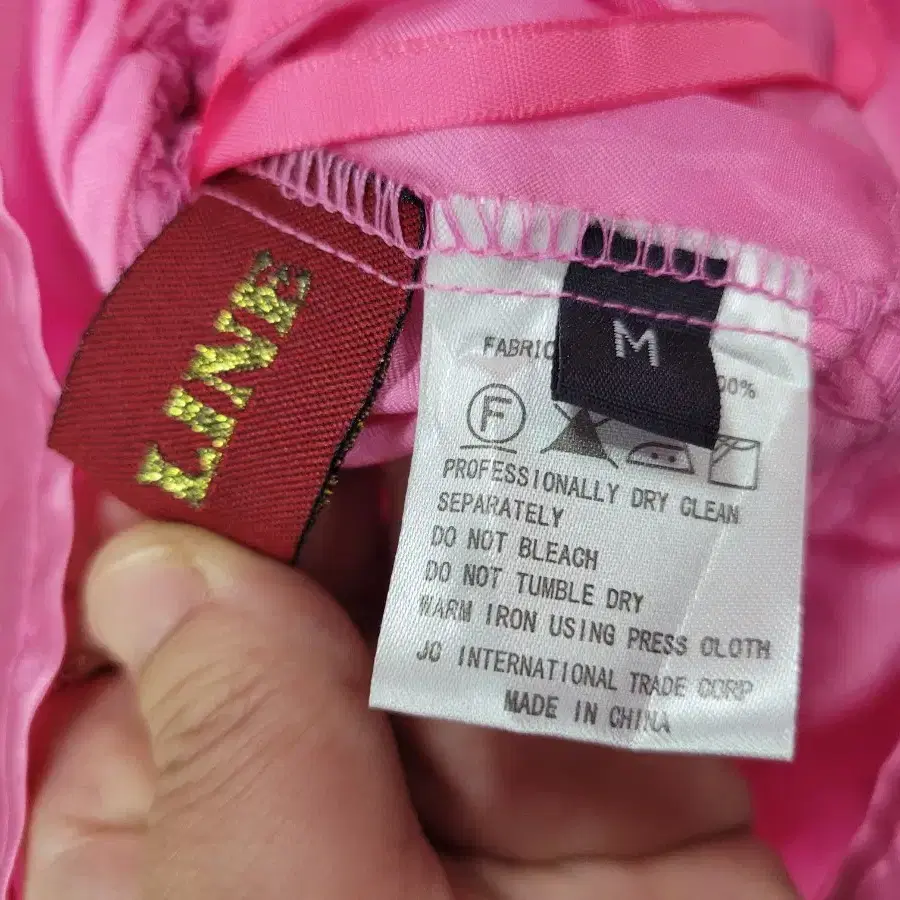 LINE
M
FABRIC 00%
F
PROFESSIONALLY DRY CLEAN
SEPARATELY
DO NOT BLEACH
DO NOT TUMBLE DRY
WARM IRON USING PRESS CLOTH
JC INTERNATIONAL TRADE CORP
MADE IN CHINA